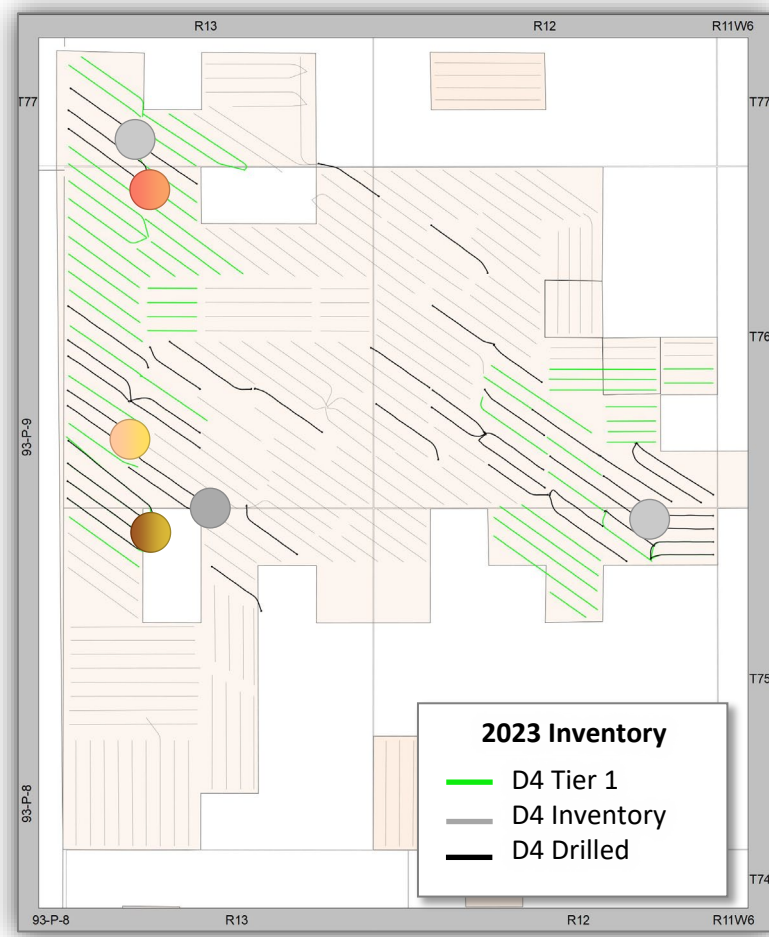 R13 R12 R11W6
T77 T77
T76
93-P-9
T75
2023 Inventory
D4 Tier 1
D4 Inventory
D4 Drilled
93-P-8
T74
93-P-8 R13 R12 R11W6